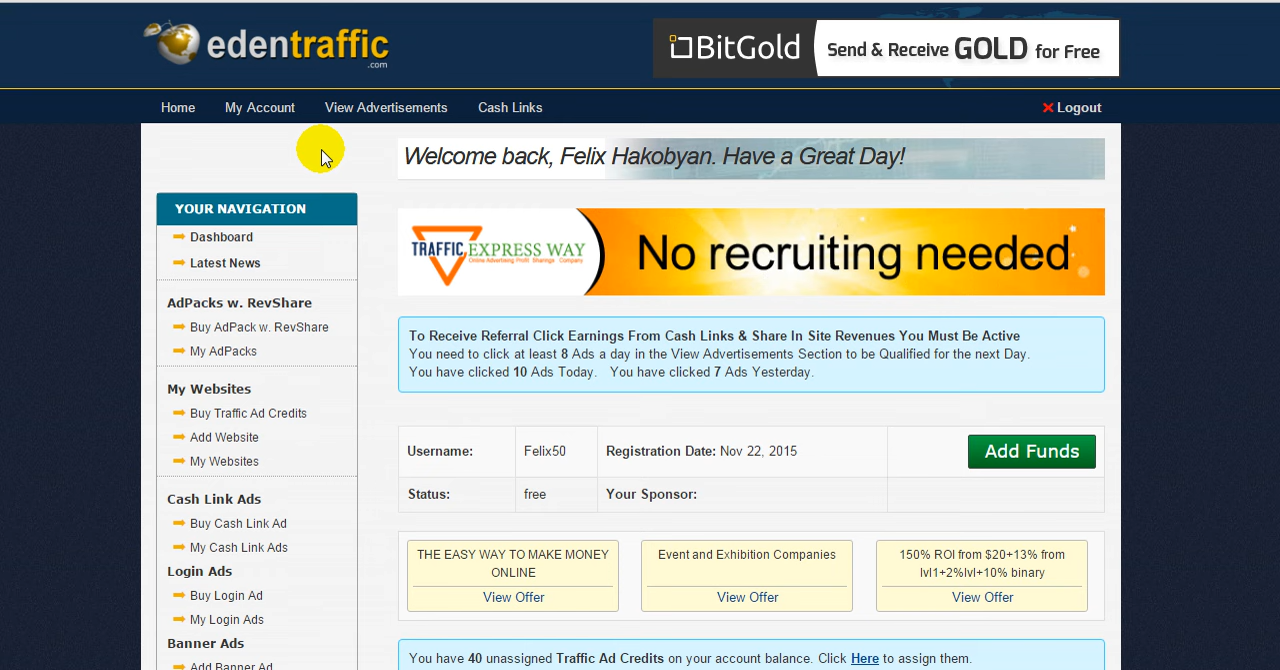 edentraffic
.com
BitGold
Send & Receive GOLD for Free
Home
My Account
View Advertisements
Cash Links
Logout
Welcome back, Felix Hakobyan. Have a Great Day!
YOUR NAVIGATION
Dashboard
Latest News
AdPacks w. RevShare
Buy AdPack w. RevShare
My AdPacks
My Websites
Buy Traffic Ad Credits
Add Website
My Websites
Cash Link Ads
Buy Cash Link Ad
My Cash Link Ads
Login Ads
Buy Login Ad
My Login Ads
Banner Ads
Add Banner Ad
TRAFFIC EXPRESS WAY
Online Advertising Profit Sharings Company
No recruiting needed
To Receive Referral Click Earnings From Cash Links & Share In Site Revenues You Must Be Active
You need to click at least 8 Ads a day in the View Advertisements Section to be Qualified for the next Day.
You have clicked 10 Ads Today. You have clicked 7 Ads Yesterday.
Username: Felix50 Registration Date: Nov 22, 2015
Add Funds
Status: free Your Sponsor:
THE EASY WAY TO MAKE MONEY
ONLINE
View Offer
Event and Exhibition Companies
View Offer
150% ROI from $20+13% from
lvl1+2%lvl+10% binary
View Offer
You have 40 unassigned Traffic Ad Credits on your account balance. Click Here to assign them.